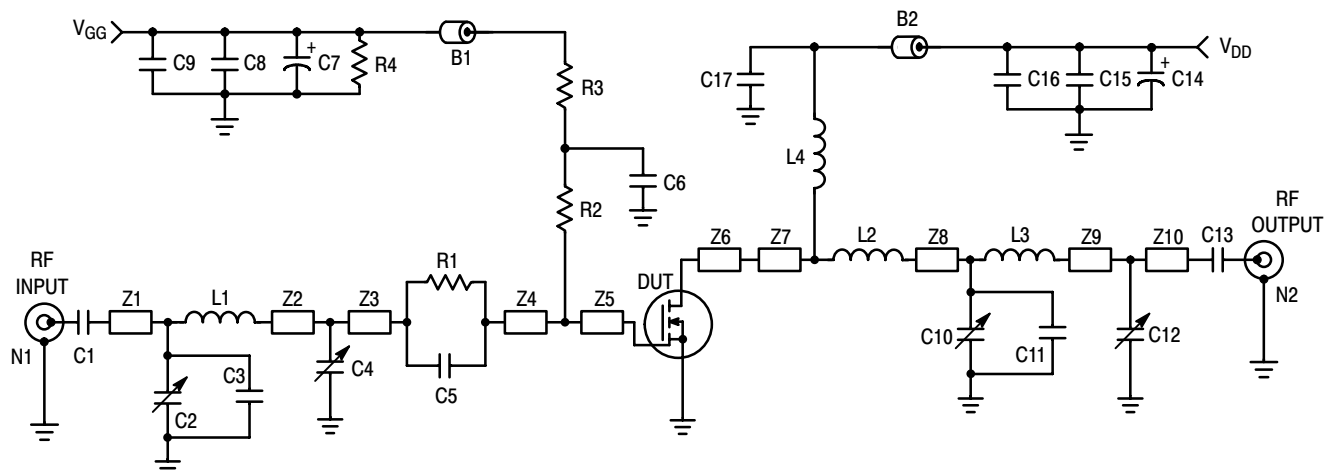 V_GG
C9
C8
+
C7
R4
B1
R3
C6
R2
B2
V_DD
C17
C16
C15
+
C14
L4
RF
INPUT
N1
C1
Z1
L1
Z2
Z3
R1
C5
Z4
Z5
C2
C3
C4
DUT
Z6
Z7
L2
Z8
L3
Z9
Z10
C13
RF
OUTPUT
N2
C10
C11
C12